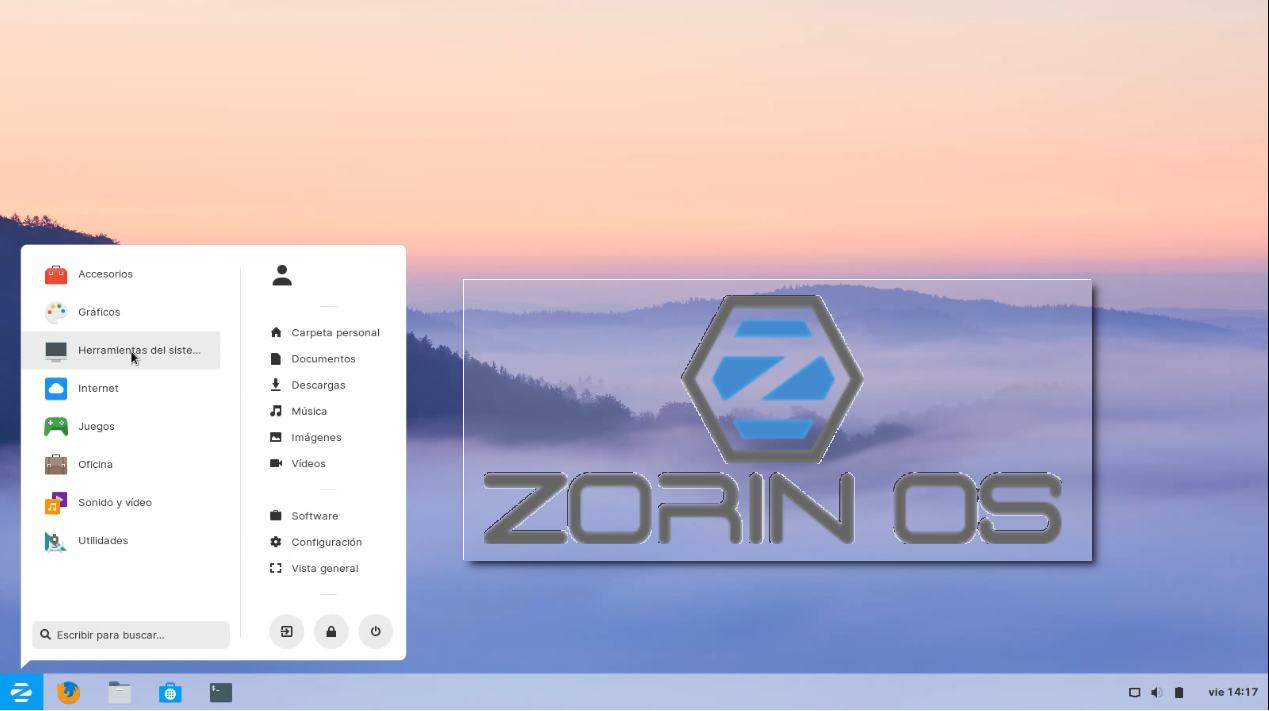 Accesorios
Gráficos
Herramientas del siste...
Internet
Juegos
Oficina
Sonido y vídeo
Utilidades
Escribir para buscar...
Carpeta personal
Documentos
Descargas
Música
Imágenes
Vídeos
Software
Configuración
Vista general
ZORIN OS
vie 14:17